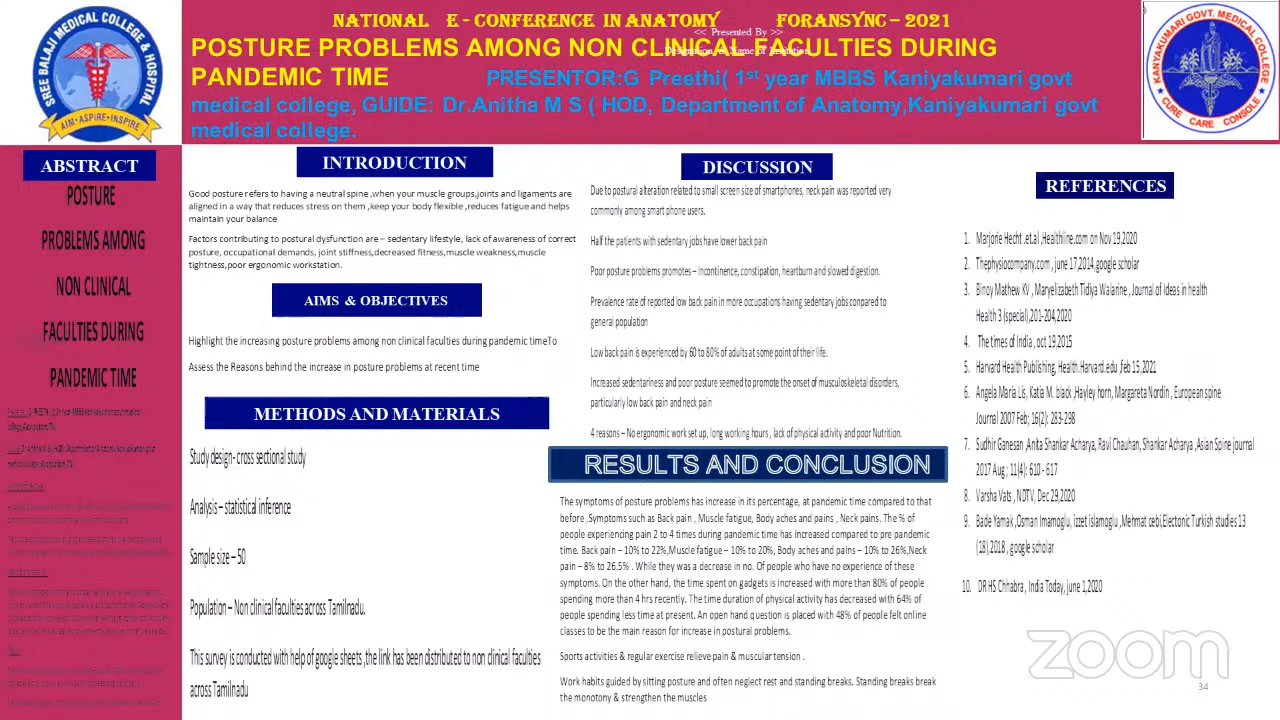 NATIONAL E - CONFERENCE IN ANATOMY FORANSYNC – 2021
<< Presented By >>
POSTURE PROBLEMS AMONG NON CLINICAL FACULTIES DURING
PANDEMIC TIME PRESENTOR:G Preethi( 1st year MBBS Kaniyakumari govt
medical college, GUIDE: Dr.Anitha M S ( HOD, Department of Anatomy,Kaniyakumari govt
medical college.
SREE BALAJI MEDICAL COLLEGE & HOSPITAL
AIM • ASPIRE • INSPIRE
KANYAKUMARI GOVT. MEDICAL COLLEGE
CURE CARE CONSOLE
ABSTRACT
POSTURE
PROBLEMS AMONG
NON CLINICAL
FACULTIES DURING
PANDEMIC TIME
INTRODUCTION
Good posture refers to having a neutral spine ,when your muscle groups,joints and ligaments are
aligned in a way that reduces stress on them ,keep your body flexible ,reduces fatigue and helps
maintain your balance
Factors contributing to postural dysfunction are – sedentary lifestyle, lack of awareness of correct
posture, occupational demands, joint stiffness,decreased fitness,muscle weakness,muscle
tightness,poor ergonomic workstation.
AIMS & OBJECTIVES
Highlight the increasing posture problems among non clinical faculties during pandemic timeTo
Assess the Reasons behind the increase in posture problems at recent time
METHODS AND MATERIALS
Study design- cross sectional study
Analysis – statistical inference
Sample size – 50
Population – Non clinical faculties across Tamilnadu.
This survey is conducted with help of google sheets ,the link has been distributed to non clinical faculties
across Tamilnadu
DISCUSSION
Due to postural alteration related to small screen size of smartphones, neck pain was reported very
commonly among smart phone users.
Half the patients with sedentary jobs have lower back pain
Poor posture problems promotes – Incontinence, constipation, heartburn and slowed digestion.
Prevalence rate of reported low back pain in more occupations having sedentary jobs conpared to
general population
Low back pain is experienced by 60 to 80% of adults at some point of their life.
Increased sedentariness and poor posture seemed to promote the onset of musculoskeletal disorders,
particularly low back pain and neck pain
4 reasons – No ergonomic work set up, long working hours , lack of physical activity and poor Nutrition.
RESULTS AND CONCLUSION
The symptoms of posture problems has increase in its percentage, at pandemic time compared to that
before ,Symptoms such as Back pain , Muscle fatigue, Body aches and pains , Neck pains. The % of
people experiencing pain 2 to 4 times during pandemic time has increased compared to pre pandemic
time. Back pain – 10% to 22%,Muscle fatigue – 10% to 20%, Body aches and pains – 10% to 26%,Neck
pain – 8% to 26.5% . While they was a decrease in no. Of people who have no experience of these
symptoms. On the other hand, the time spent on gadgets is increased with more than 80% of people
spending more than 4 hrs recently. The time duration of physical activity has decreased with 64% of
people spending less time at present. An open hand question is placed with 48% of people felt online
classes to be the main reason for increase in postural problems.
Sports activities & regular exercise relieve pain & muscular tension .
Work habits guided by sitting posture and often neglect rest and standing breaks. Standing breaks break
the monotony & strengthen the muscles
REFERENCES
1. Marjorie Hecht .et.al ,Healthline.com on Nov 19,2020
2. Thephysiocompany.com , june 17,2014,google scholar
3. Binoy Mathew KV , Maryelizabeth Tidiya Walarine , Journal of Ideas in health
Health 3 (special),201-204,2020
4. The times of India , oct 19,2015
5. Harvard Health Publishing, Health.Harvard.edu ,feb 15,2021
6. Angela Maria Lis, Katia M. black ,Hayley horn, Margareta Nordin , European spine
Journal 2007 Feb; 16(2): 283-298
7. Sudhir Ganesan ,Anita Shankar Acharya, Ravi Chauhan, Shankar Acharya ,Asian Spine journal
2017 Aug ; 11(4): 610 - 617
8. Varsha Vats , NDTV, Dec 29,2020
9. Bade Yamak ,Osman Imamoglu, izzet islamoglu ,Mehmat cebi,Electonic Turkish studies 13
(18),2018 , google scholar
10. DR HS Chhabra , India Today, june 1,2020
zoom
34